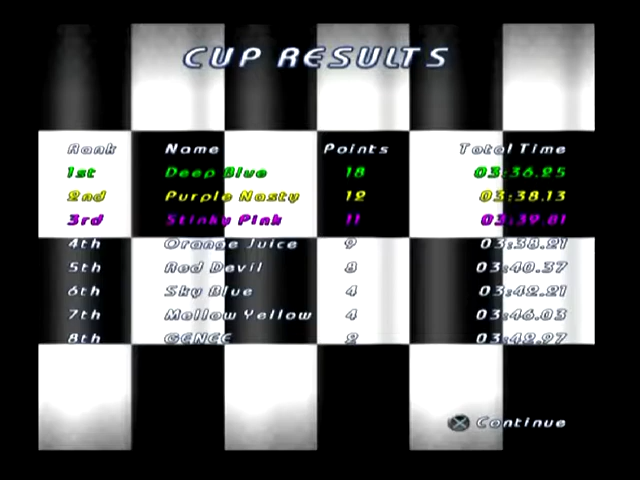 CUP RESULTS
Rank Name Points Total Time
1st Deep Blue 18 03:36.25
2nd Purple Nasty 12 03:38.13
3rd Stinky Pink 11 03:39.81
4th Orange Juice 9 03:38.21
5th Red Devil 8 03:40.37
6th Sky Blue 4 03:42.21
7th Mellow Yellow 4 03:46.03
8th 2 03:42.97
Continue